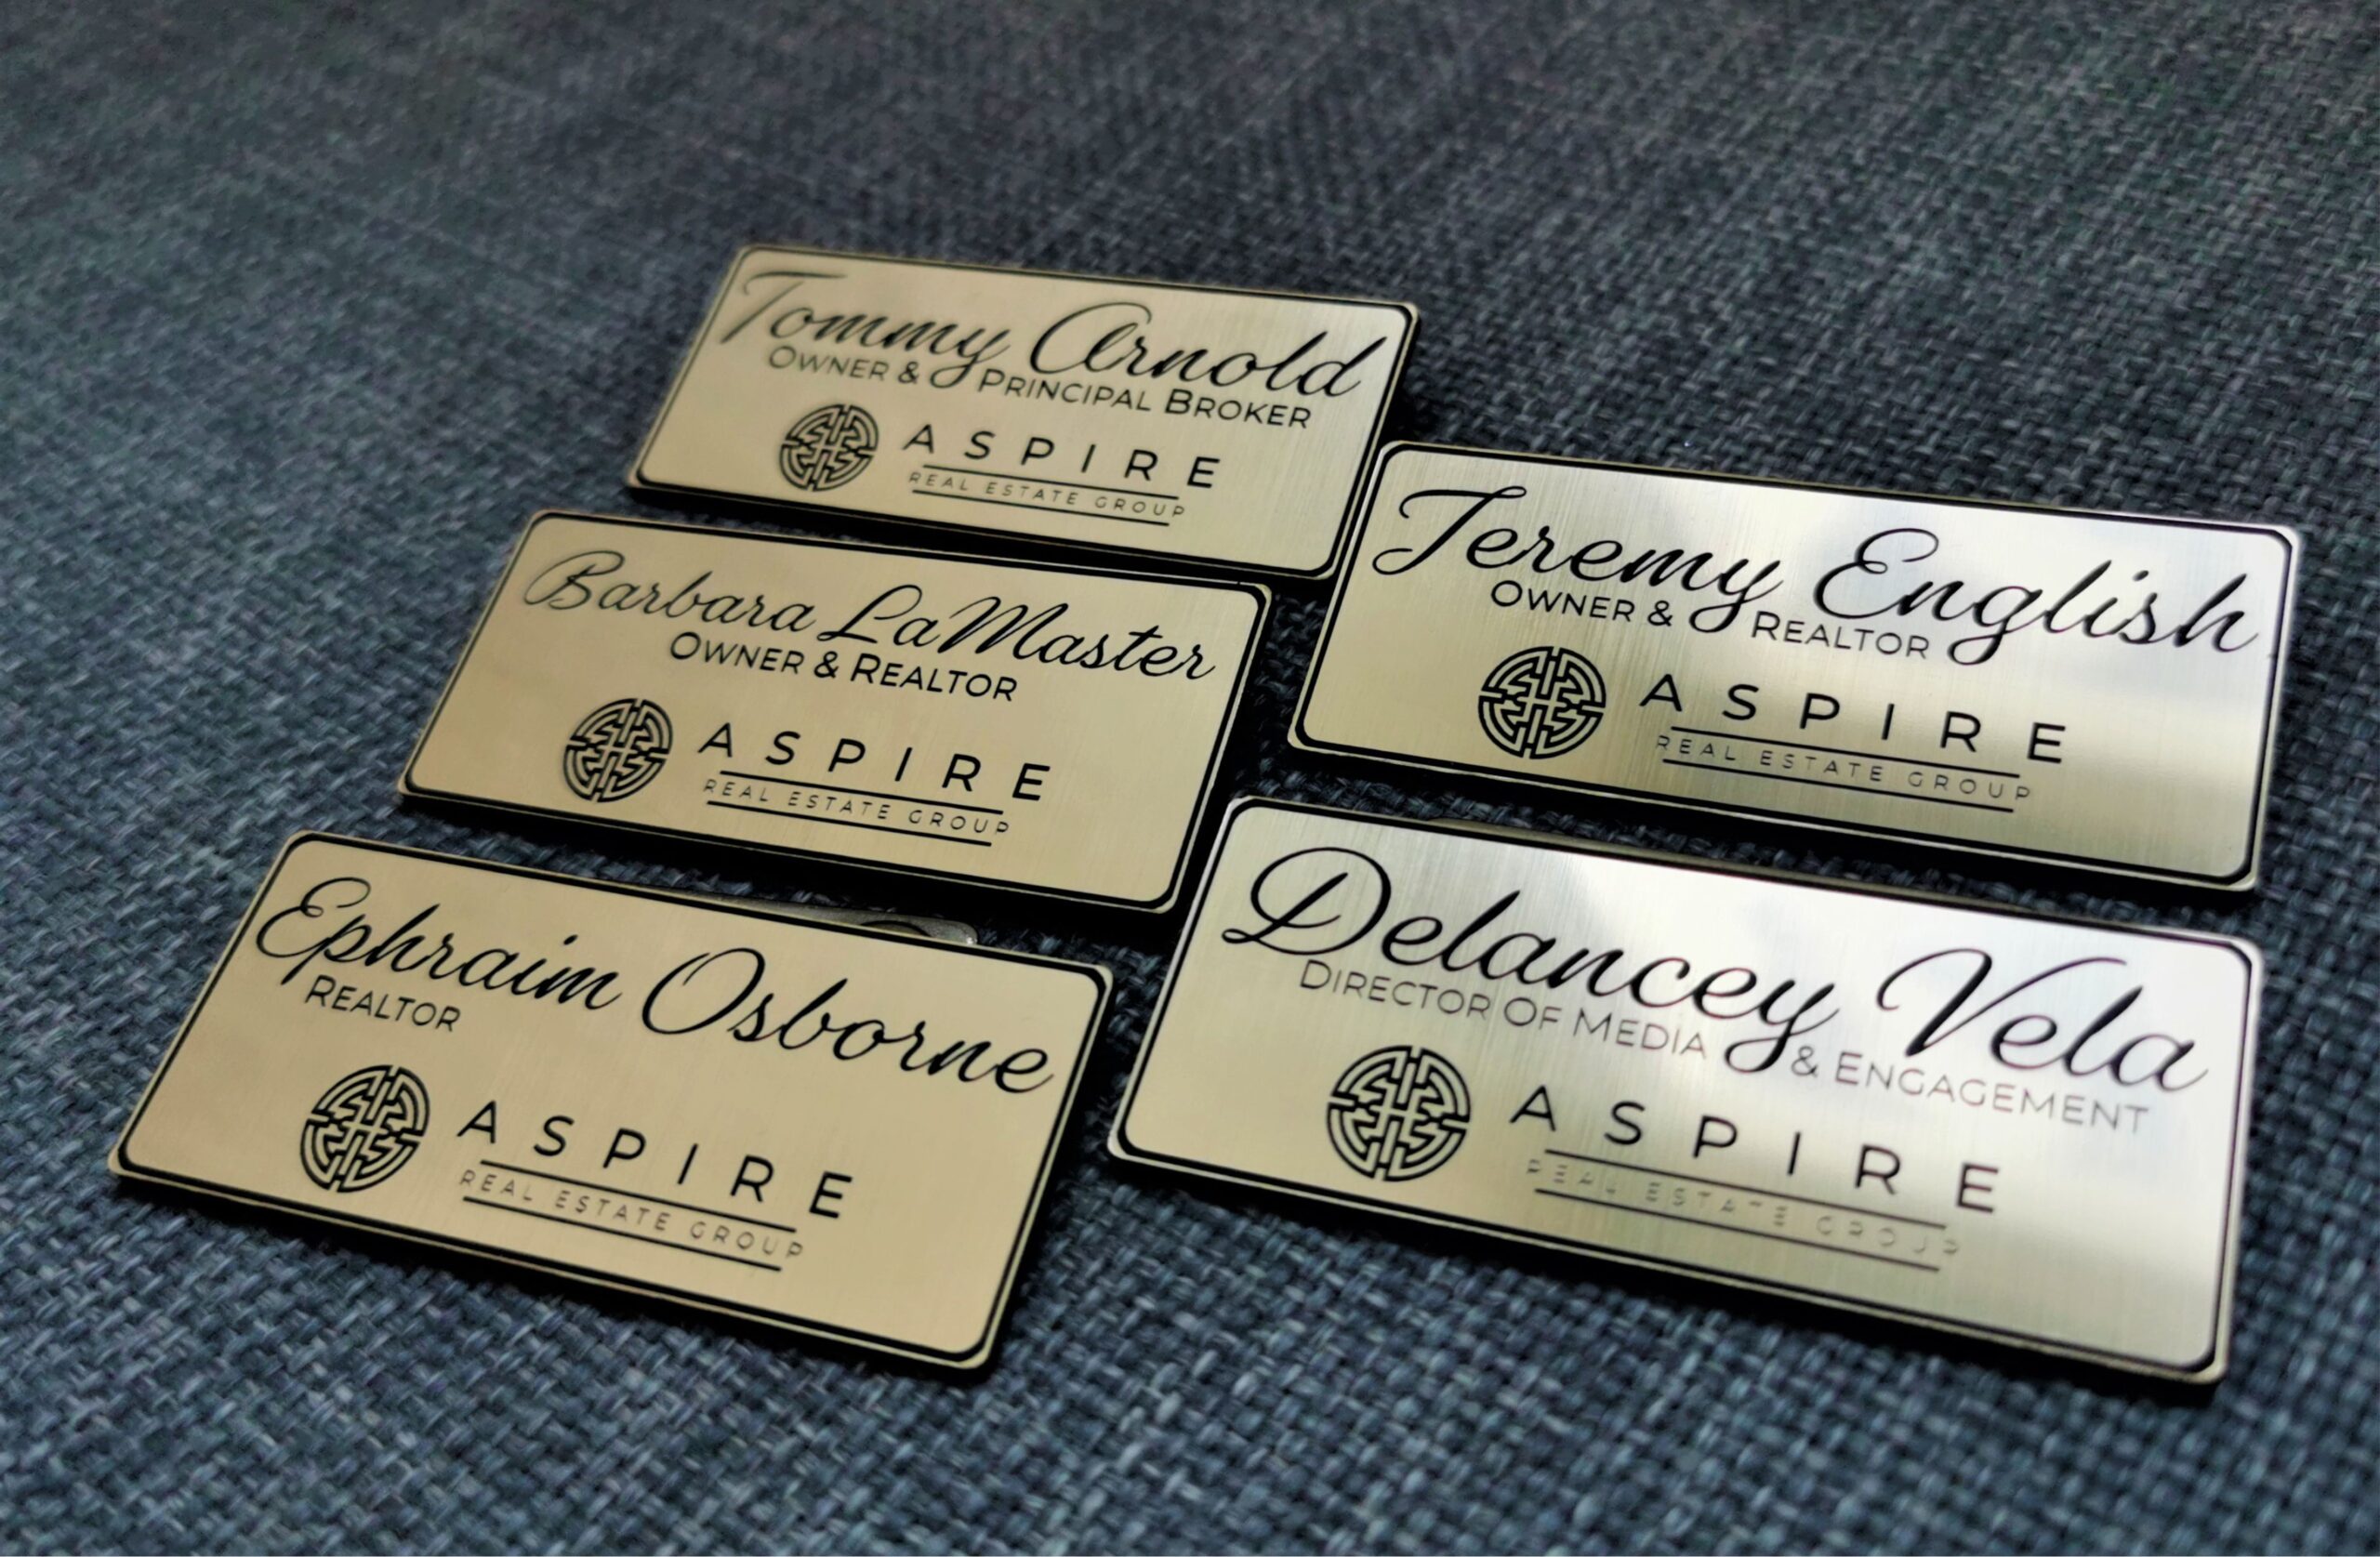 Tommy Arnold
OWNER & PRINCIPAL BROKER
ASPIRE
REAL ESTATE GROUP
Jeremy English
OWNER & REALTOR
ASPIRE
REAL ESTATE GROUP
Barbara LaMaster
OWNER & REALTOR
ASPIRE
REAL ESTATE GROUP
Delancey Vela
DIRECTOR OF MEDIA & ENGAGEMENT
ASPIRE
REAL ESTATE GROUP
Ephraim Osborne
REALTOR
ASPIRE
REAL ESTATE GROUP